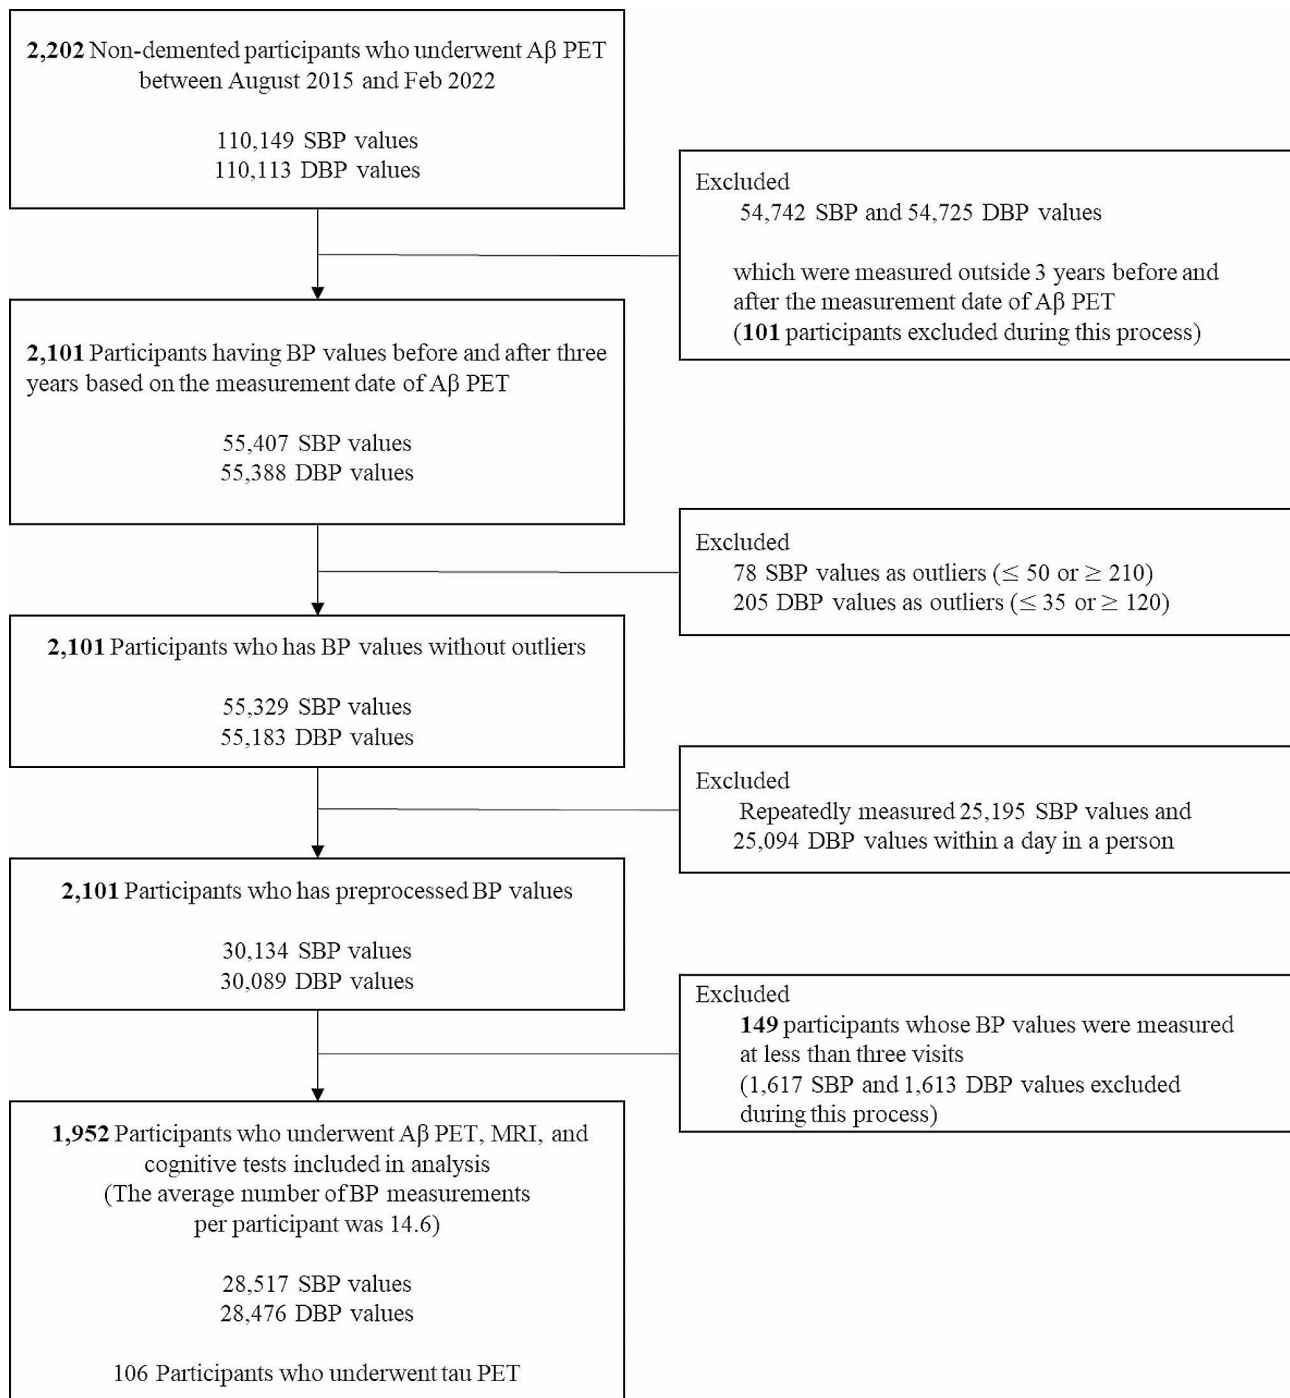 2,202 Non-demented participants who underwent Aβ PET
between August 2015 and Feb 2022
110,149 SBP values
110,113 DBP values
Excluded
54,742 SBP and 54,725 DBP values
which were measured outside 3 years before and
after the measurement date of Aβ PET
(101 participants excluded during this process)
2,101 Participants having BP values before and after three
years based on the measurement date of Aβ PET
55,407 SBP values
55,388 DBP values
Excluded
78 SBP values as outliers (≤ 50 or ≥ 210)
205 DBP values as outliers (≤ 35 or ≥ 120)
2,101 Participants who has BP values without outliers
55,329 SBP values
55,183 DBP values
Excluded
Repeatedly measured 25,195 SBP values and
25,094 DBP values within a day in a person
2,101 Participants who has preprocessed BP values
30,134 SBP values
30,089 DBP values
Excluded
149 participants whose BP values were measured
at less than three visits
(1,617 SBP and 1,613 DBP values excluded
during this process)
1,952 Participants who underwent Aβ PET, MRI, and
cognitive tests included in analysis
(The average number of BP measurements
per participant was 14.6)
28,517 SBP values
28,476 DBP values
106 Participants who underwent tau PET